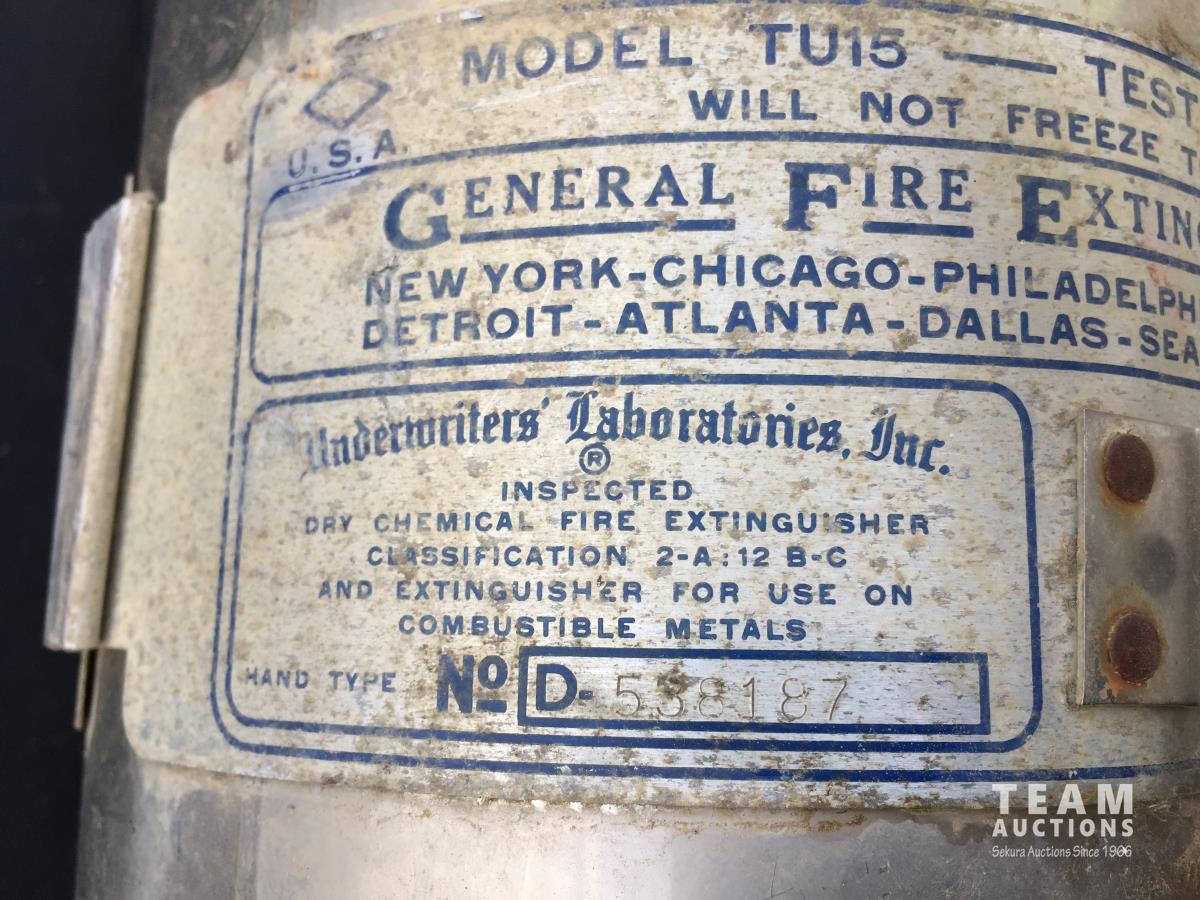 MODEL TU15 — TEST
WILL NOT FREEZE T
U.S.A.
GENERAL FIRE EXTING
NEW YORK-CHICAGO-PHILADELPH
DETROIT-ATLANTA-DALLAS-SEA
Underwriters' Laboratories, Inc.
®
INSPECTED
DRY CHEMICAL FIRE EXTINGUISHER
CLASSIFICATION 2-A:12 B-C
AND EXTINGUISHER FOR USE ON
COMBUSTIBLE METALS
HAND TYPE No D-538187
TEAM
AUCTIONS
Sekura Auctions Since 1906